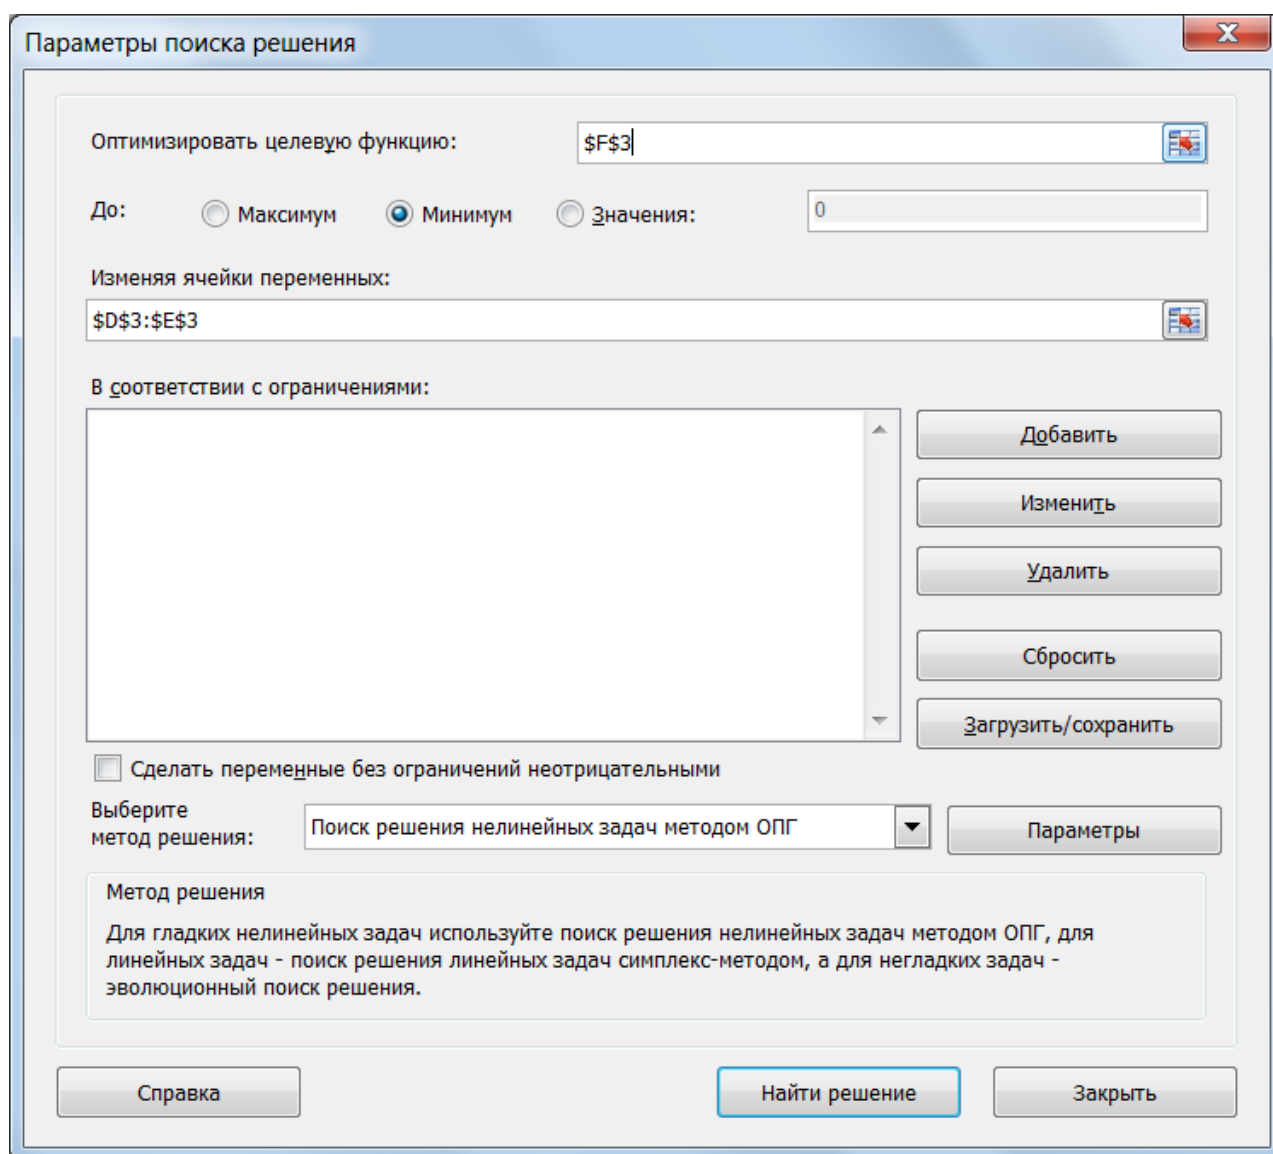 Параметры поиска решения
Оптимизировать целевую функцию:
$F$3
До:
Максимум
Минимум
Значения:
0
Изменяя ячейки переменных:
$D$3:$E$3
В соответствии с ограничениями:
Добавить
Изменить
Удалить
Сбросить
Загрузить/сохранить
Сделать переменные без ограничений неотрицательными
Выберите
метод решения:
Поиск решения нелинейных задач методом ОПГ
Параметры
Метод решения
Для гладких нелинейных задач используйте поиск решения нелинейных задач методом ОПГ, для
линейных задач - поиск решения линейных задач симплекс-методом, а для негладких задач -
эволюционный поиск решения.
Справка
Найти решение
Закрыть